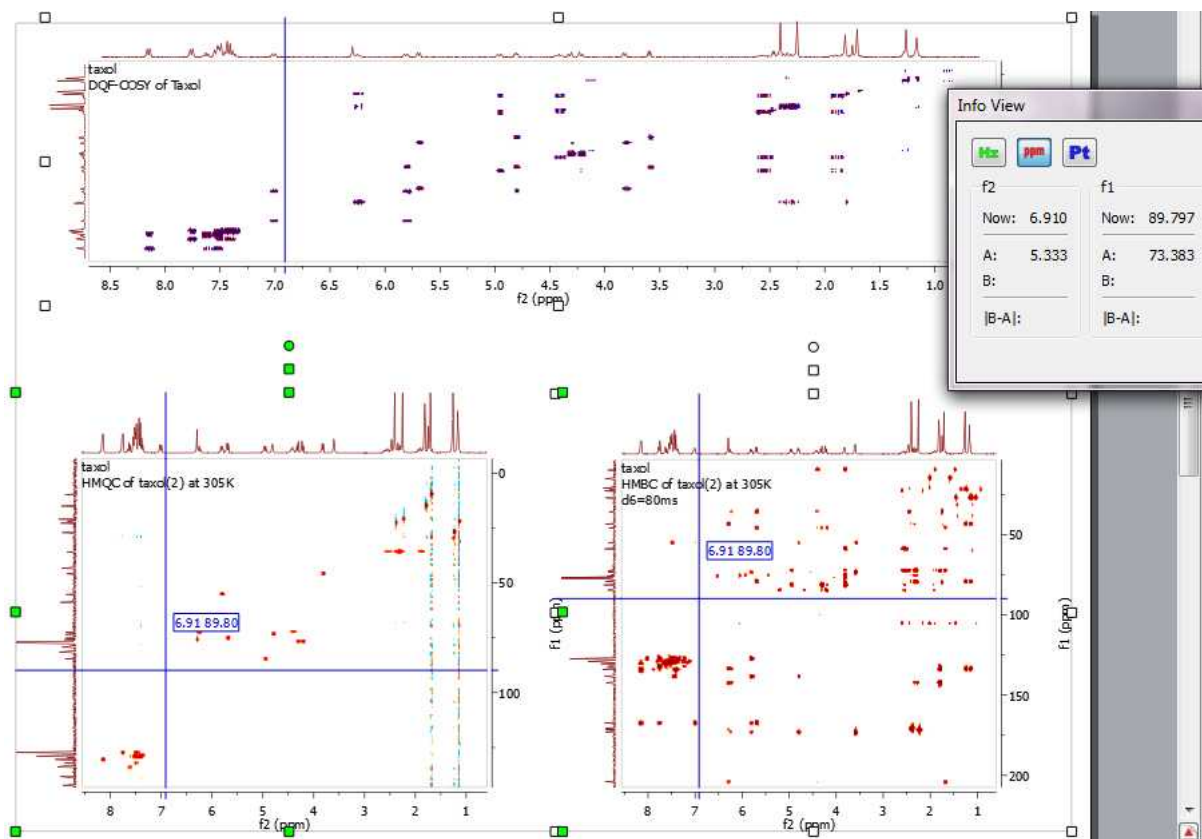 taxol
DQF-COSY of Taxol
8.5 8.0 7.5 7.0 6.5 6.0 5.5 5.0 4.5 4.0 3.5 3.0 2.5 2.0 1.5 1.0
f2 (ppm)
Info View
Hz ppm Pt
f2 f1
Now: 6.910 Now: 89.797
A: 5.333 A: 73.383
B: B:
|B-A|: |B-A|:
taxol
HMQC of taxol(2) at 305K
6.91 89.80
0
50
100
f1 (ppm)
8 7 6 5 4 3 2 1
f2 (ppm)
taxol
HMBC of taxol(2) at 305K
d6=80ms
6.91 89.80
50
100
150
200
f1 (ppm)
8 7 6 5 4 3 2 1
f2 (ppm)